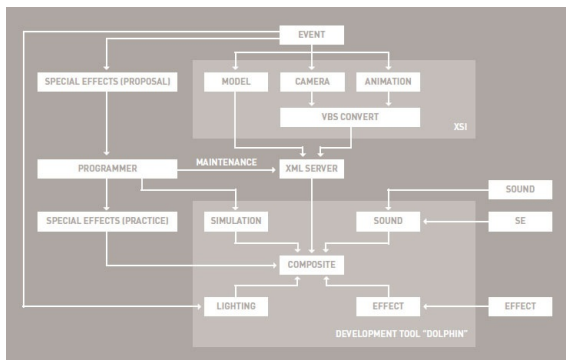 EVENT
SPECIAL EFFECTS (PROPOSAL)
MODEL
CAMERA
ANIMATION
VBS CONVERT
XSI
PROGRAMMER
MAINTENANCE
XML SERVER
SOUND
SPECIAL EFFECTS (PRACTICE)
SIMULATION
SOUND
SE
COMPOSITE
LIGHTING
EFFECT
EFFECT
DEVELOPMENT TOOL "DOLPHIN"